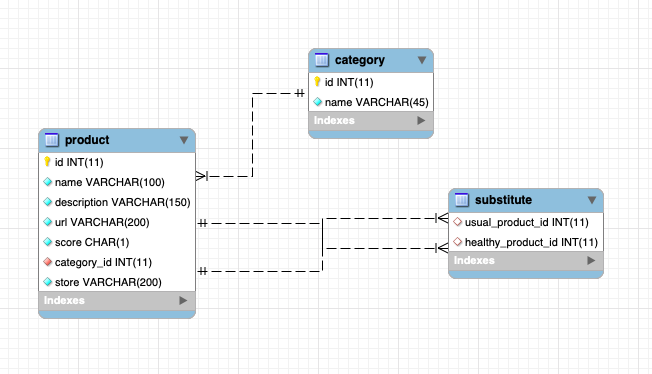 category
id INT(11)
name VARCHAR(45)
Indexes
product
id INT(11)
name VARCHAR(100)
description VARCHAR(150)
url VARCHAR(200)
score CHAR(1)
category_id INT(11)
store VARCHAR(200)
Indexes
substitute
usual_product_id INT(11)
healthy_product_id INT(11)
Indexes